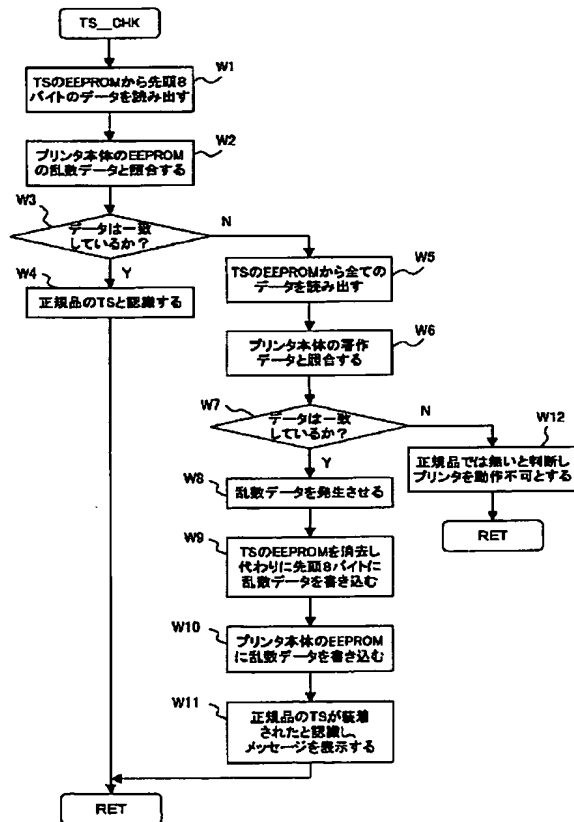 TS_CHK
W1
TSのEEPROMから先頭8
バイトのデータを読み出す
W2
プリンタ本体のEEPROM
の乱数データと照合する
W3
データは一致
しているか？
N
Y
W4
正規品のTSと認識する
W5
TSのEEPROMから全ての
データを読み出す
W6
プリンタ本体の著作
データと照合する
W7
データは一致
しているか？
N
Y
W12
正規品では無いと判断し
プリンタを動作不可とする
RET
W8
乱数データを発生させる
W9
TSのEEPROMを消去し
代わりに先頭8バイトに
乱数データを書き込む
W10
プリンタ本体のEEPROM
に乱数データを書き込む
W11
正規品のTSが装着
されたと認識し、
メッセージを表示する
RET